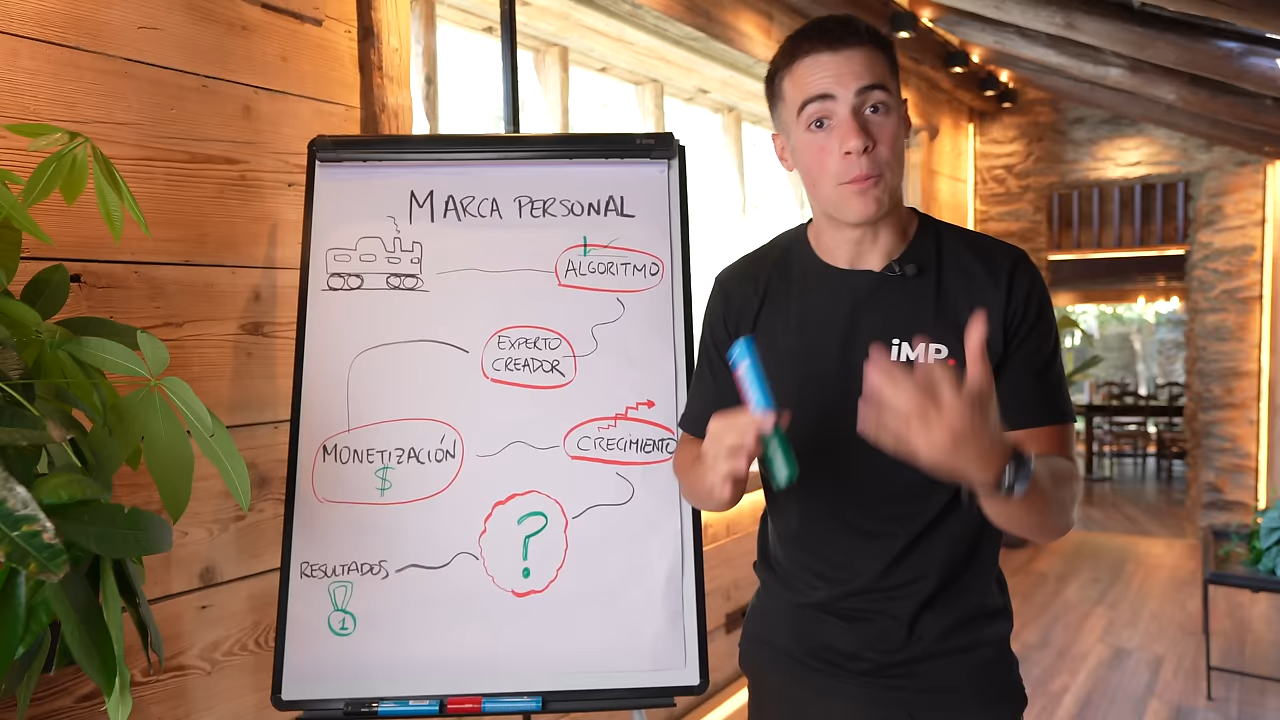 MARCA PERSONAL
ALGORITMO
EXPERTO
CREADOR
MONETIZACIÓN
$
CRECIMIENTO
?
RESULTADOS
1
iMP.